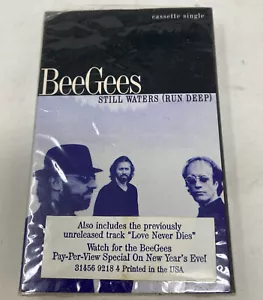 cassette single
BeeGees
STILL WATERS (RUN DEEP)
Also includes the previously
unreleased track "Love Never Dies"
Watch for the BeeGees
Pay-Per-View Special On New Year's Eve!
31456 9218 4 Printed in the USA